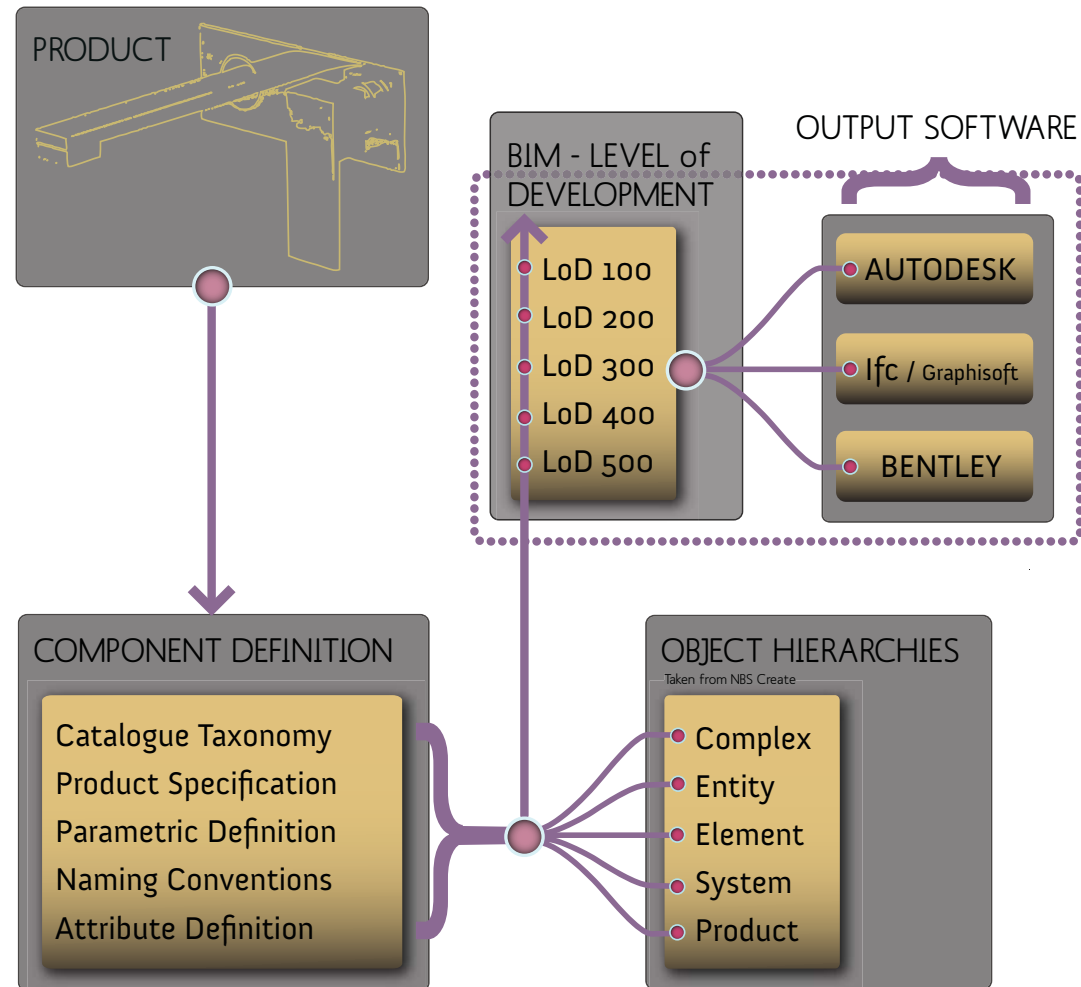 PRODUCT
BIM - LEVEL of
DEVELOPMENT
LoD 100
LoD 200
LoD 300
LoD 400
LoD 500
OUTPUT SOFTWARE
AUTODESK
Ifc / Graphisoft
BENTLEY
COMPONENT DEFINITION
Catalogue Taxonomy
Product Specification
Parametric Definition
Naming Conventions
Attribute Definition
OBJECT HIERARCHIES
Taken from NBS Create
Complex
Entity
Element
System
Product